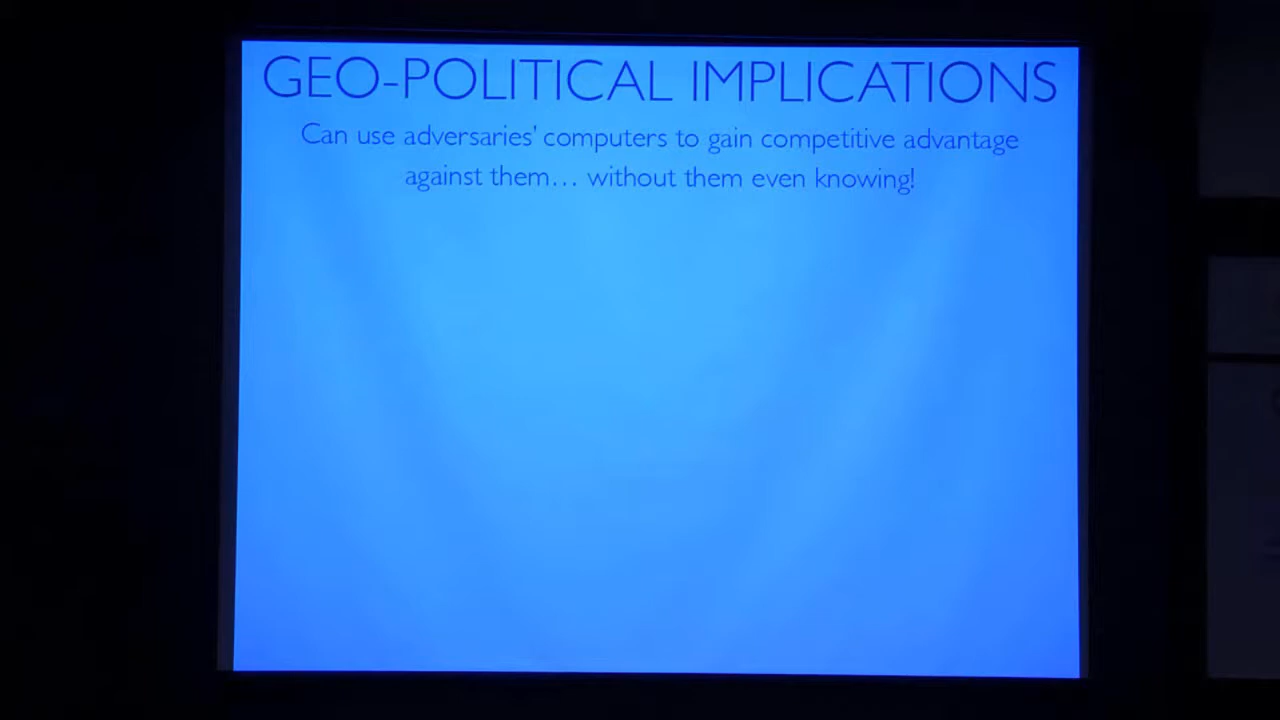 GEO-POLITICAL IMPLICATIONS
Can use adversaries' computers to gain competitive advantage
against them... without them even knowing!